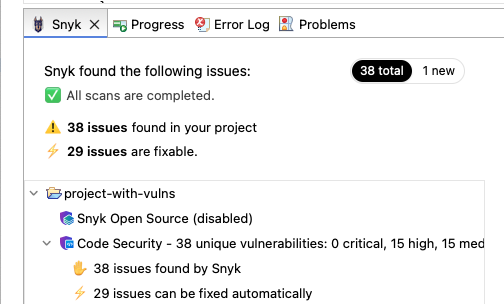 Snyk
Progress
Error Log
Problems
Snyk found the following issues:
38 total
1 new
All scans are completed.
38 issues found in your project
29 issues are fixable.
project-with-vulns
Snyk Open Source (disabled)
Code Security - 38 unique vulnerabilities: 0 critical, 15 high, 15 med
38 issues found by Snyk
29 issues can be fixed automatically